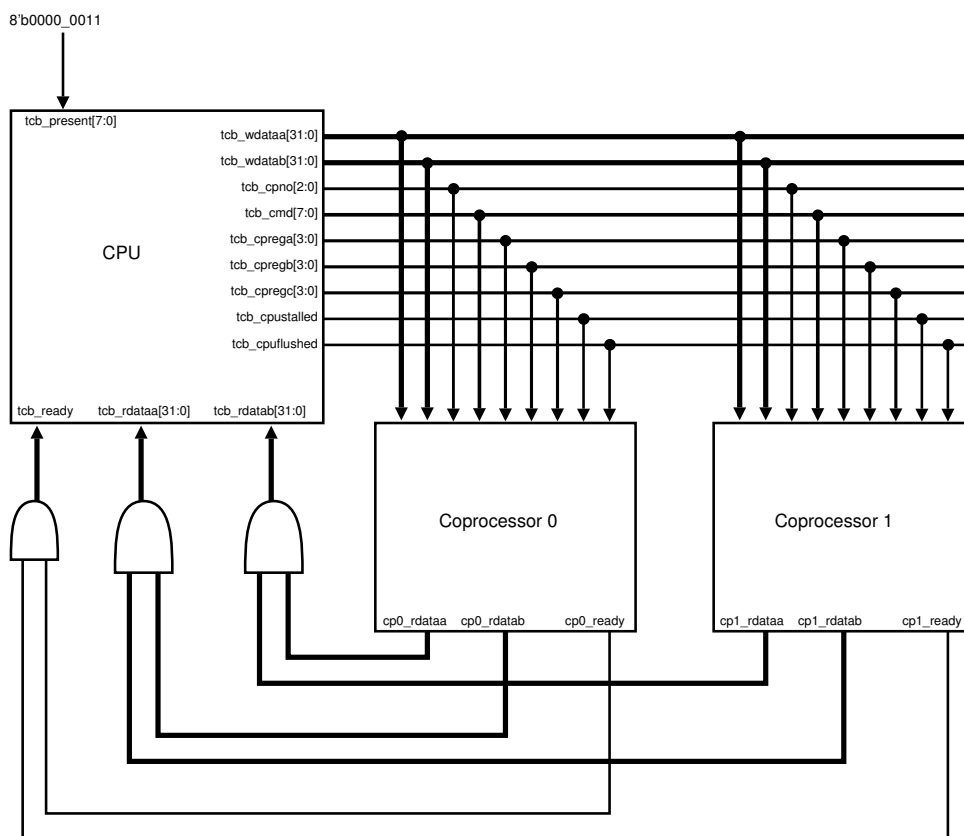 8'b0000_0011
tcb_present[7:0]
tcb_wdataa[31:0]
tcb_wdatab[31:0]
tcb_cpno[2:0]
tcb_cmd[7:0]
tcb_cprega[3:0]
CPU
tcb_cpregb[3:0]
tcb_cpregc[3:0]
tcb_cpustalled
tcb_cpuflushed
tcb_ready tcb_rdataa[31:0] tcb_rdatab[31:0]
Coprocessor 0 Coprocessor 1
cp0_rdataa cp0_rdatab cp0_ready cp1_rdataa cp1_rdatab cp1_ready